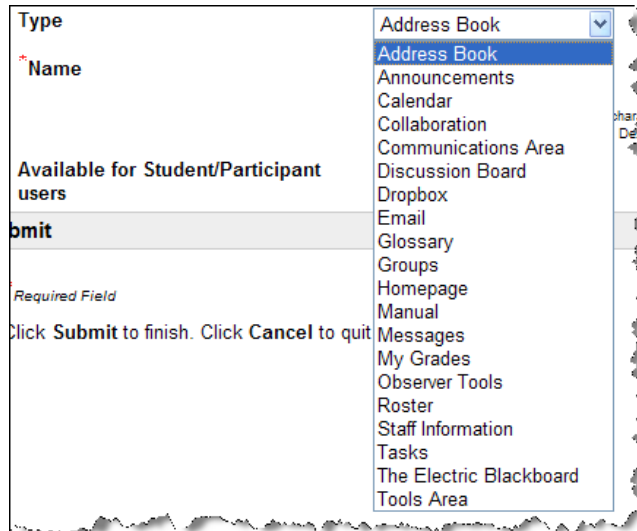 Type
Address Book
*Name
Available for Student/Participant
users
bmit
Required Field
Click Submit to finish. Click Cancel to quit
Address Book
Announcements
Calendar
Collaboration
Communications Area
Discussion Board
Dropbox
Email
Glossary
Groups
Homepage
Manual
Messages
My Grades
Observer Tools
Roster
Staff Information
Tasks
The Electric Blackboard
Tools Area